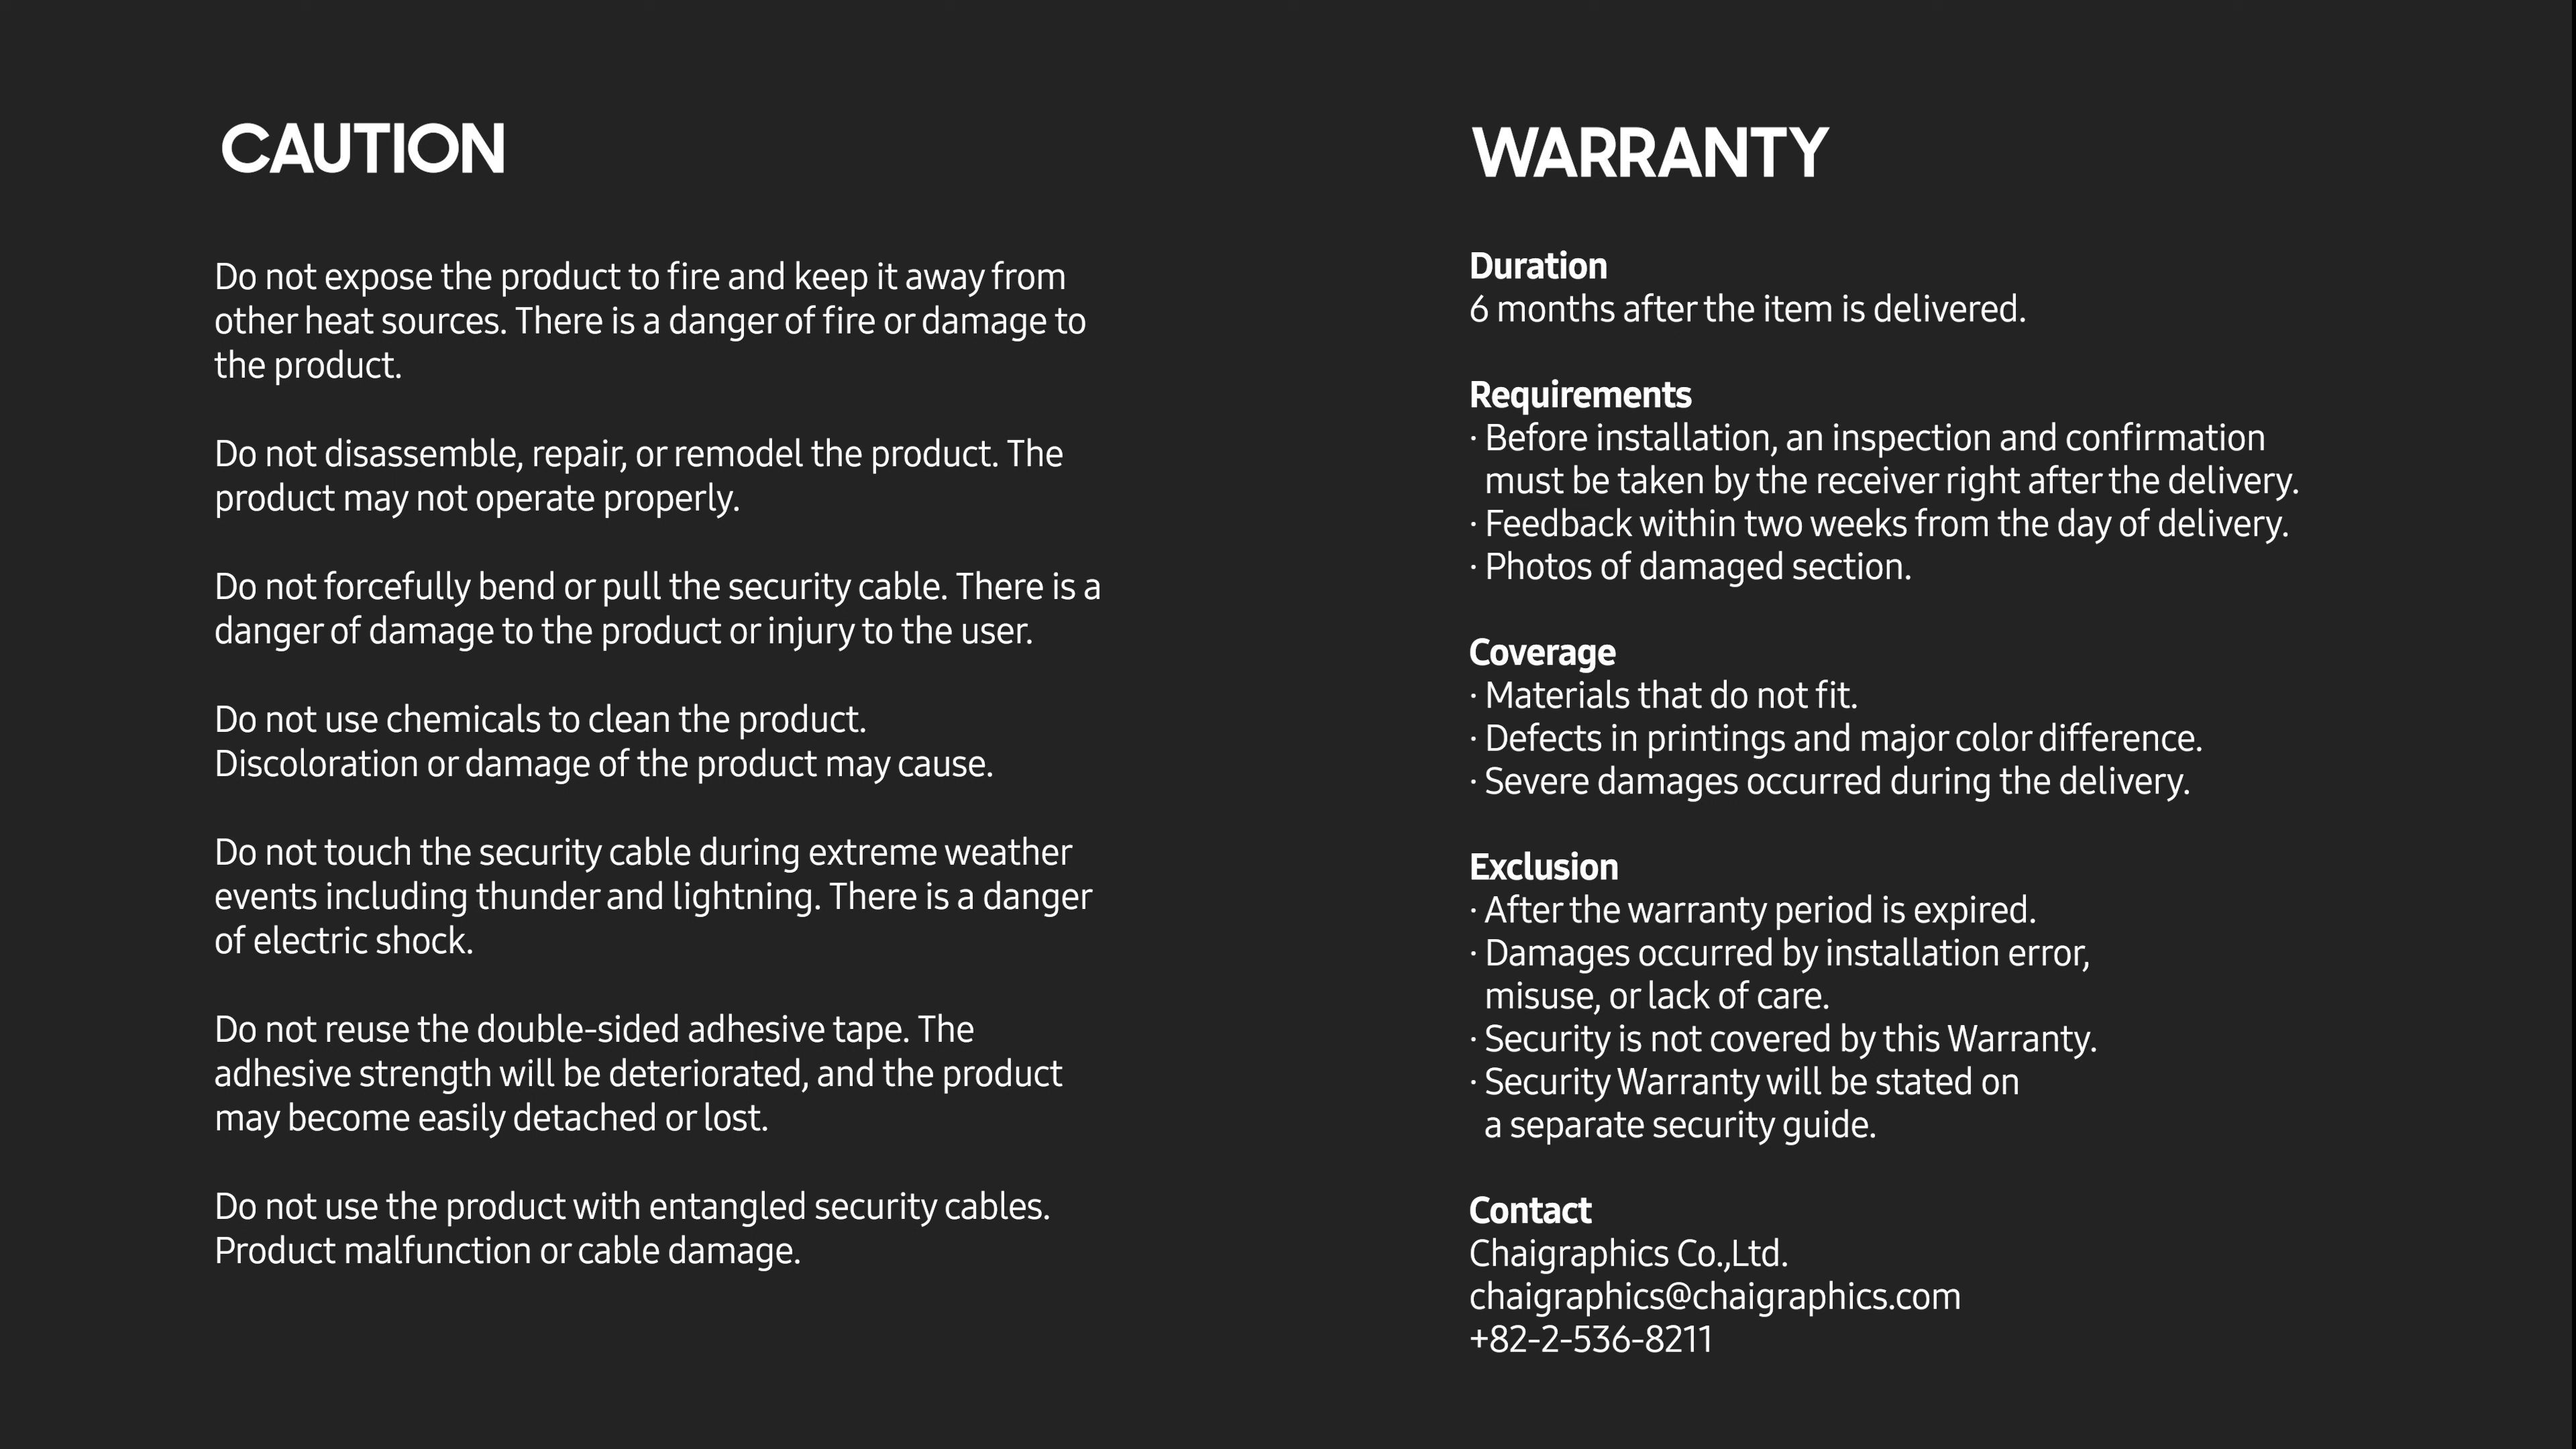 CAUTION
Do not expose the product to fire and keep it away from
other heat sources. There is a danger of fire or damage to
the product.
Do not disassemble, repair, or remodel the product. The
product may not operate properly.
Do not forcefully bend or pull the security cable. There is a
danger of damage to the product or injury to the user.
Do not use chemicals to clean the product.
Discoloration or damage of the product may cause.
Do not touch the security cable during extreme weather
events including thunder and lightning. There is a danger
of electric shock.
Do not reuse the double-sided adhesive tape. The
adhesive strength will be deteriorated, and the product
may become easily detached or lost.
Do not use the product with entangled security cables.
Product malfunction or cable damage.
WARRANTY
Duration
6 months after the item is delivered.
Requirements
· Before installation, an inspection and confirmation
must be taken by the receiver right after the delivery.
· Feedback within two weeks from the day of delivery.
· Photos of damaged section.
Coverage
· Materials that do not fit.
· Defects in printings and major color difference.
· Severe damages occurred during the delivery.
Exclusion
· After the warranty period is expired.
· Damages occurred by installation error,
misuse, or lack of care.
· Security is not covered by this Warranty.
· Security Warranty will be stated on
a separate security guide.
Contact
Chaigraphics Co.,Ltd.
chaigraphics@chaigraphics.com
+82-2-536-8211